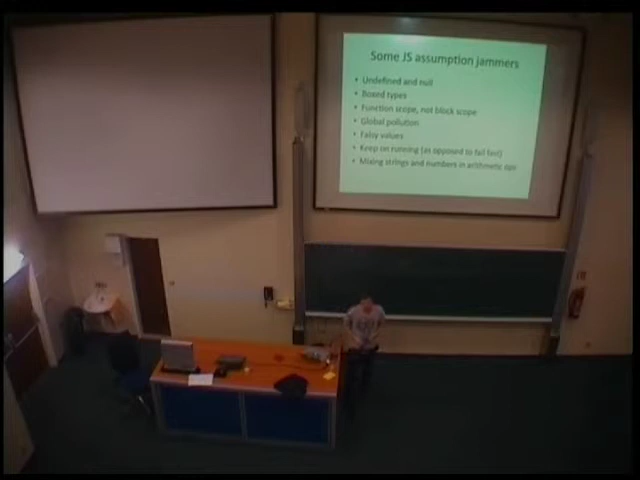 Some JS assumption jammers
• Undefined and null
• Boxed types
• Function scope, not block scope
• Global pollution
• Falsy values
• Keep on running (as opposed to fail fast)
• Mixing strings and numbers in arithmetic ops